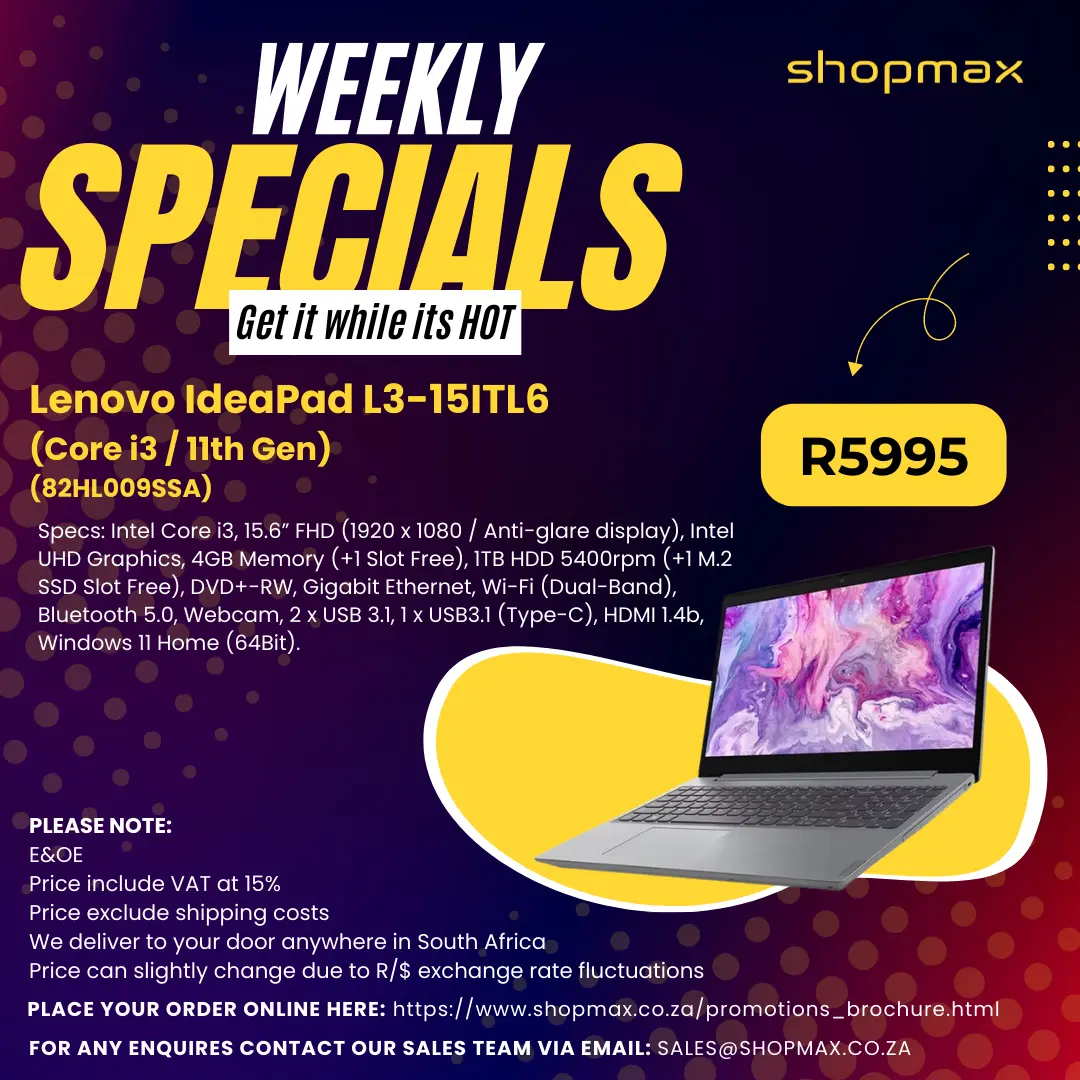 WEEKLY
shopmax
SPECIALS
Get it while its HOT
Lenovo IdeaPad L3-15ITL6
(Core i3 / 11th Gen)
(82HL009SSA)
R5995
Specs: Intel Core i3, 15.6” FHD (1920 x 1080 / Anti-glare display), Intel
UHD Graphics, 4GB Memory (+1 Slot Free), 1TB HDD 5400rpm (+1 M.2
SSD Slot Free), DVD+-RW, Gigabit Ethernet, Wi-Fi (Dual-Band),
Bluetooth 5.0, Webcam, 2 x USB 3.1, 1 x USB3.1 (Type-C), HDMI 1.4b,
Windows 11 Home (64Bit).
PLEASE NOTE:
E&OE
Price include VAT at 15%
Price exclude shipping costs
We deliver to your door anywhere in South Africa
Price can slightly change due to R/$ exchange rate fluctuations
PLACE YOUR ORDER ONLINE HERE: https://www.shopmax.co.za/promotions_brochure.html
FOR ANY ENQUIRES CONTACT OUR SALES TEAM VIA EMAIL: SALES@SHOPMAX.CO.ZA